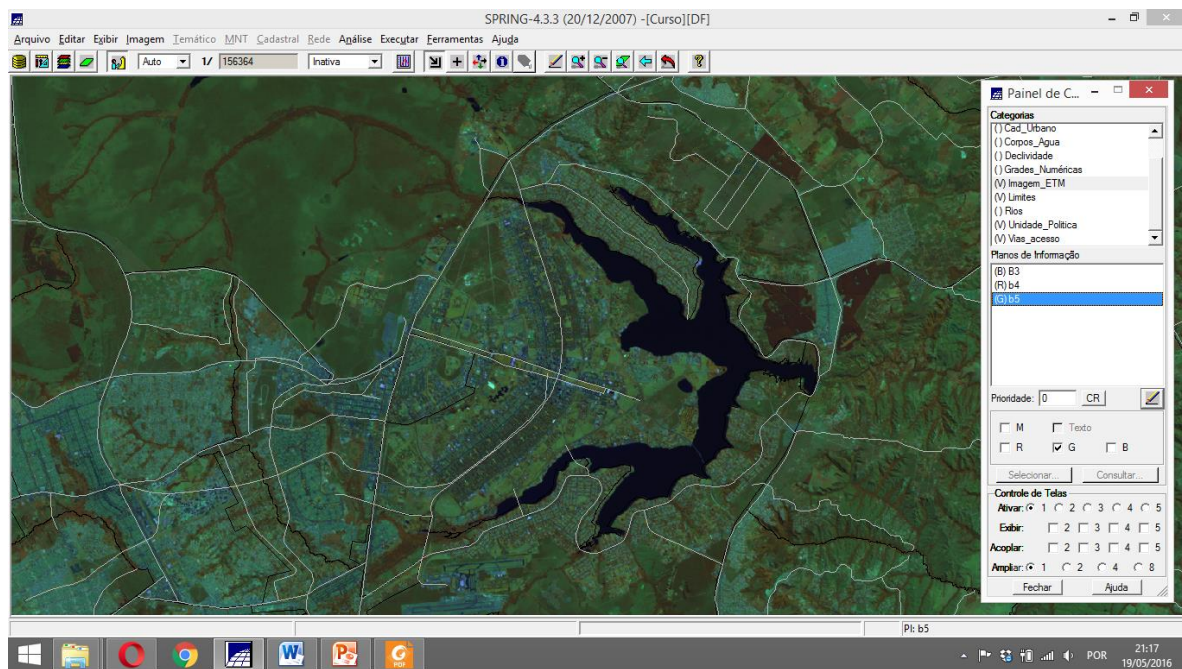 SPRING-4.3.3 (20/12/2007) -[Curso][DF]
Arquivo Editar Exibir Imagem Temático MNT Cadastral Rede Análise Executar Ferramentas Ajuda
Auto 1/ 156364 Inativa
Painel de C...
Categorias
( ) Cad_Urbano
( ) Corpos_Agua
( ) Declividade
( ) Grades_Numéricas
(V) Imagem_ETM
(V) Limites
( ) Rios
(V) Unidade_Politica
(V) Vias_acesso
Planos de Informação
(B) B3
(R) b4
(G) b5
Prioridade: 0 CR
M Texto
R G B
Selecionar... Consultar...
Controle de Telas
Ativar: 1 2 3 4 5
Exibir: 2 3 4 5
Acoplar: 2 3 4 5
Ampliar: 1 2 4 8
Fechar Ajuda
PI: b5
PDF
POR
21:17
19/05/2016